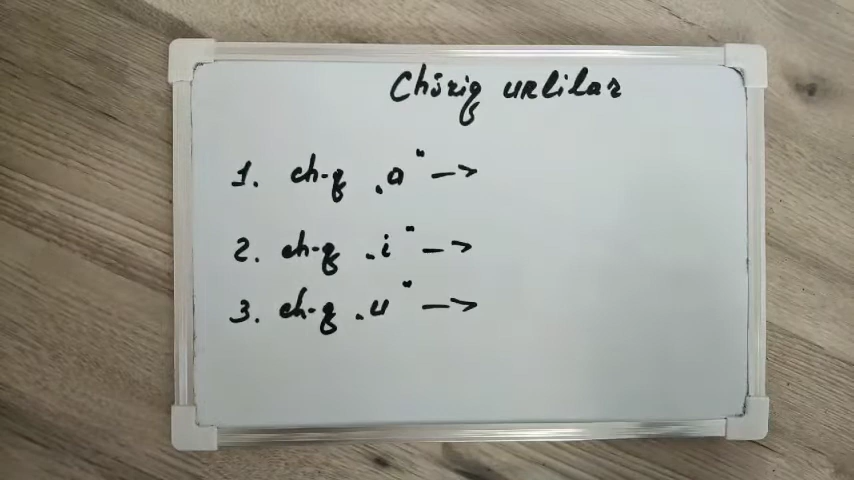 Chiziq urlilar
1. ch-q "a" →
2. ch-q "i" →
3. ch-q "u" →